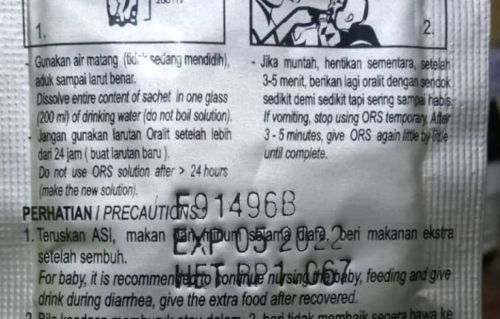 200 ml
1.
2.
- Gunakan air matang (tidak sedang mendidih),
aduk sampai larut benar.
Dissolve entire content of sachet in one glass
(200 ml) of drinking water (do not boil solution).
- Jangan gunakan larutan Oralit setelah lebih
dari 24 jam ( buat larutan baru ).
Do not use ORS solution after > 24 hours
(make the new solution).
- Jika muntah, hentikan sementara, setelah
3-5 menit, berikan lagi oralit dengan sendok
sedikit demi sedikit tapi sering sampai habis.
If vomiting, stop using ORS temporary. After
3 - 5 minutes, give ORS again little by little
until complete.
PERHATIAN / PRECAUTIONS:
E91496B
1. Teruskan ASI, makan dan minum selama diare, beri makanan ekstra
setelah sembuh.
EXP 09 2022
For baby, it is recommended to continue nursing the baby, feeding and give
drink during diarrhea, give the extra food after recovered.
HET RP 1.067